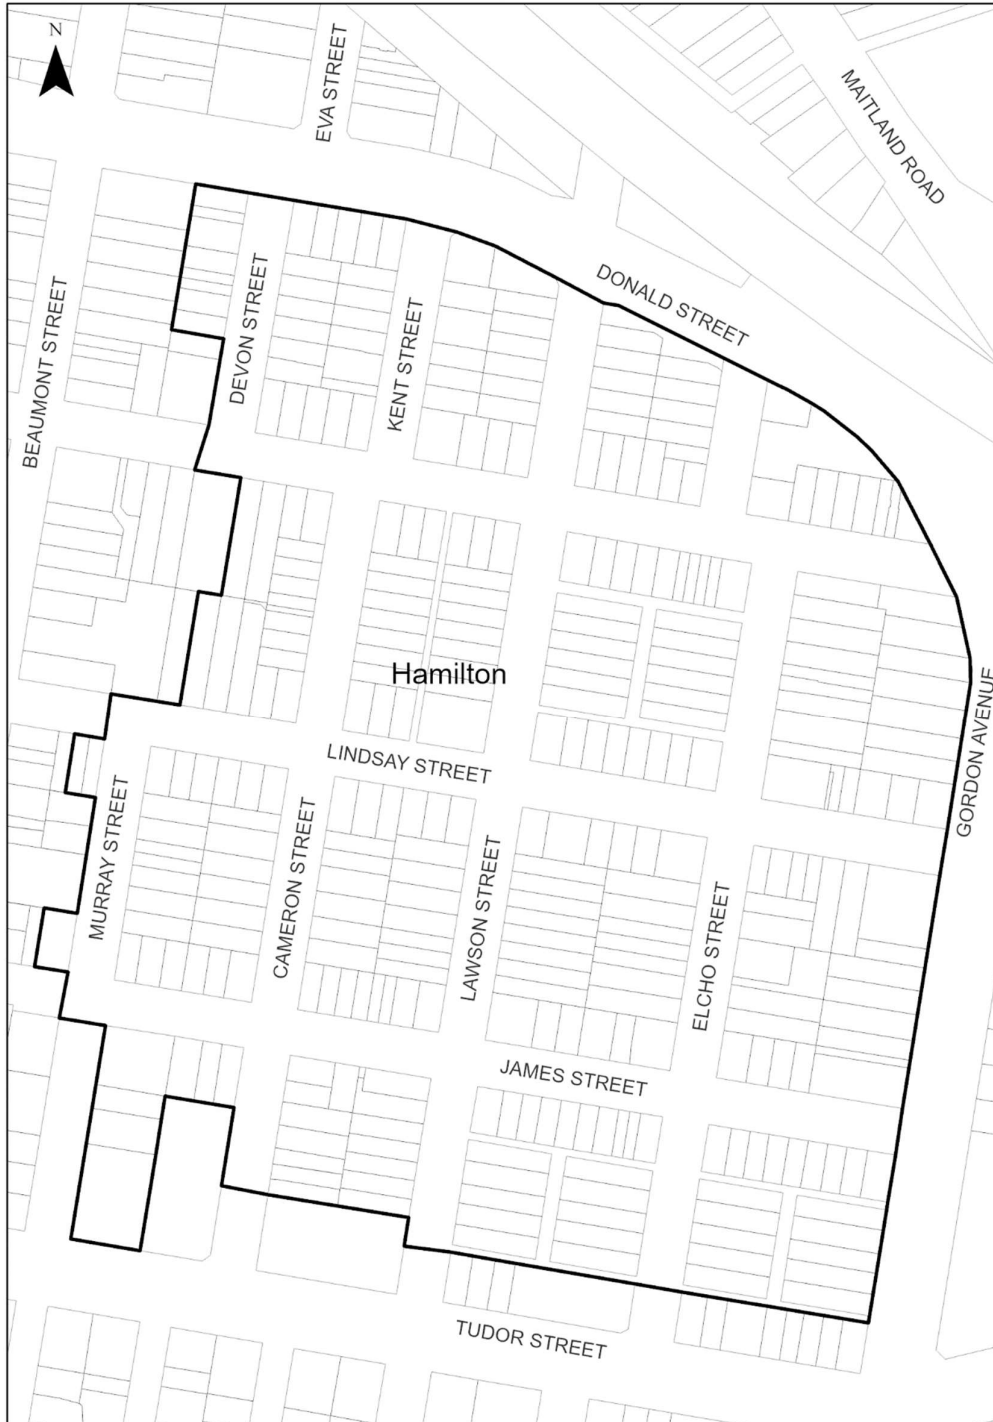 N
EVA STREET
MAITLAND ROAD
DONALD STREET
BEAUMONT STREET
DEVON STREET
KENT STREET
Hamilton
LINDSAY STREET
GORDON AVENUE
MURRAY STREET
CAMERON STREET
LAWSON STREET
ELCHO STREET
JAMES STREET
TUDOR STREET